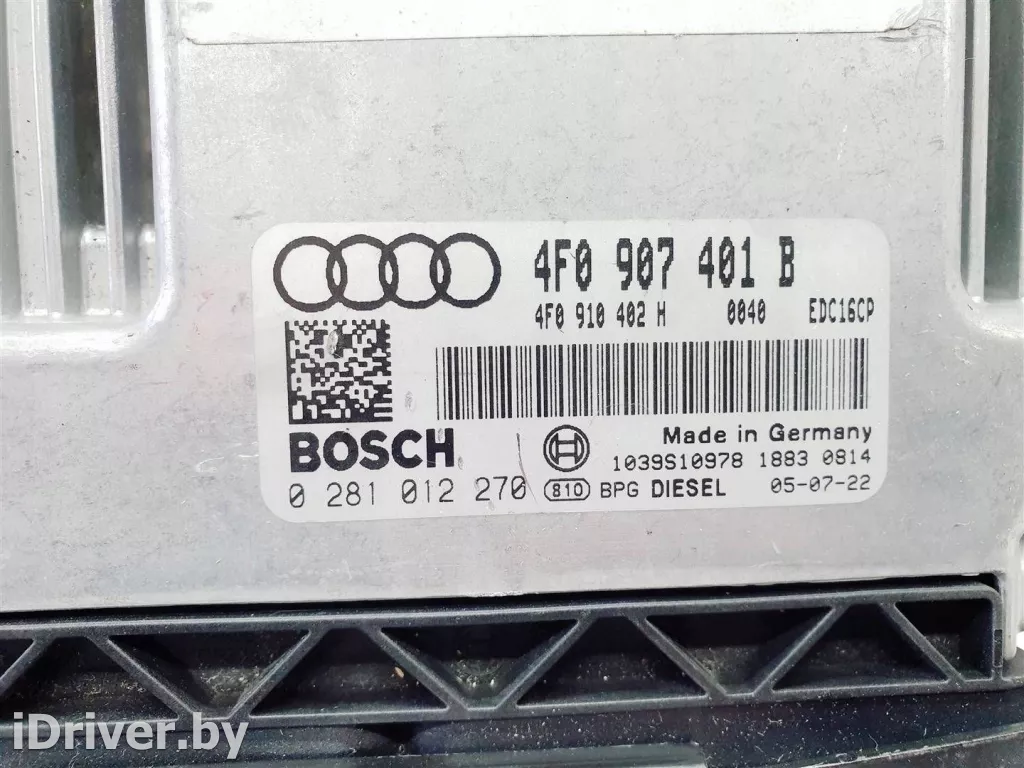 4F0 907 401 B
4F0 910 402 H 0040 EDC16CP
BOSCH
Made in Germany
1039S10978 1883 0814
0 281 012 270 810 BPG DIESEL 05-07-22
iDriver.by